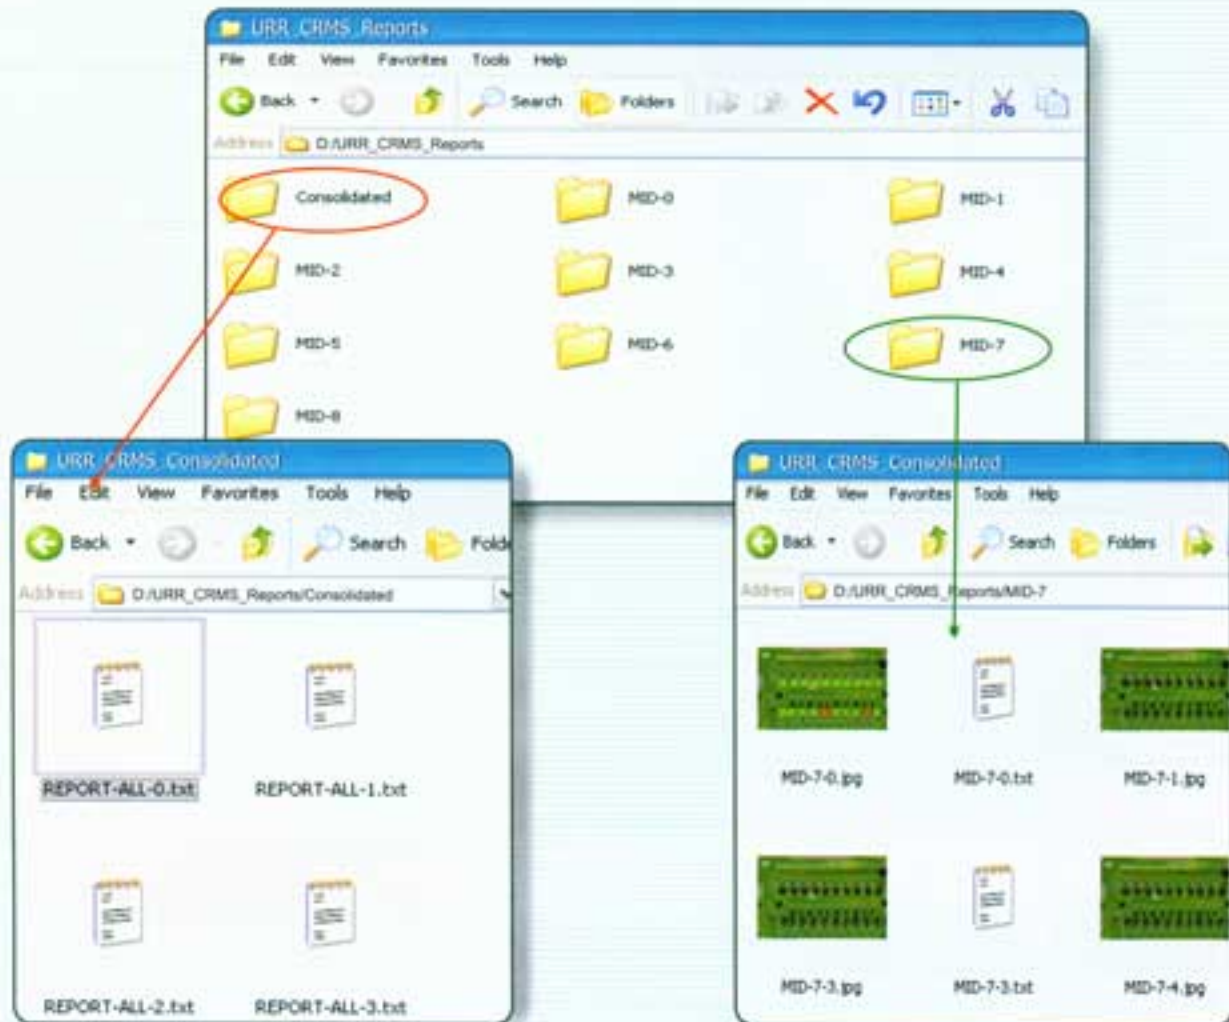 URR_CRMS_Reports
File Edit View Favorites Tools Help
Back Search Folders
Address D:/URR_CRMS_Reports
Consolidated MID-0 MID-1
MID-2 MID-3 MID-4
MID-5 MID-6 MID-7
MID-8
URR_CRMS_Consolidated
File Edit View Favorites Tools Help
Back Search Folde
Address D:/URR_CRMS_Reports/Consolidated
REPORT-ALL-0.txt REPORT-ALL-1.txt
REPORT-ALL-2.txt REPORT-ALL-3.txt
URR_CRMS_Consolidated
File Edit View Favorites Tools Help
Back Search Folders
Address D:/URR_CRMS_Reports/MID-7
MID-7-0.jpg MID-7-0.txt MID-7-1.jpg
MID-7-3.jpg MID-7-3.txt MID-7-4.jpg